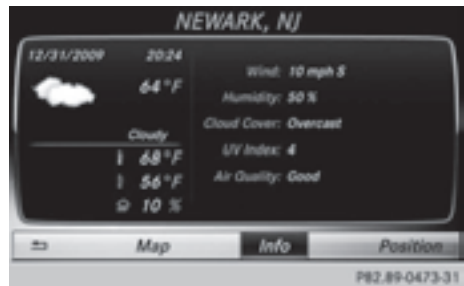 NEWARK, NJ
12/31/2009 20:24
64°F
Cloudy
68°F
56°F
10 %
Wind: 10 mph S
Humidity: 50 %
Cloud Cover: Overcast
UV Index: 4
Air Quality: Good
Map Info Position
P82.89-0473-31